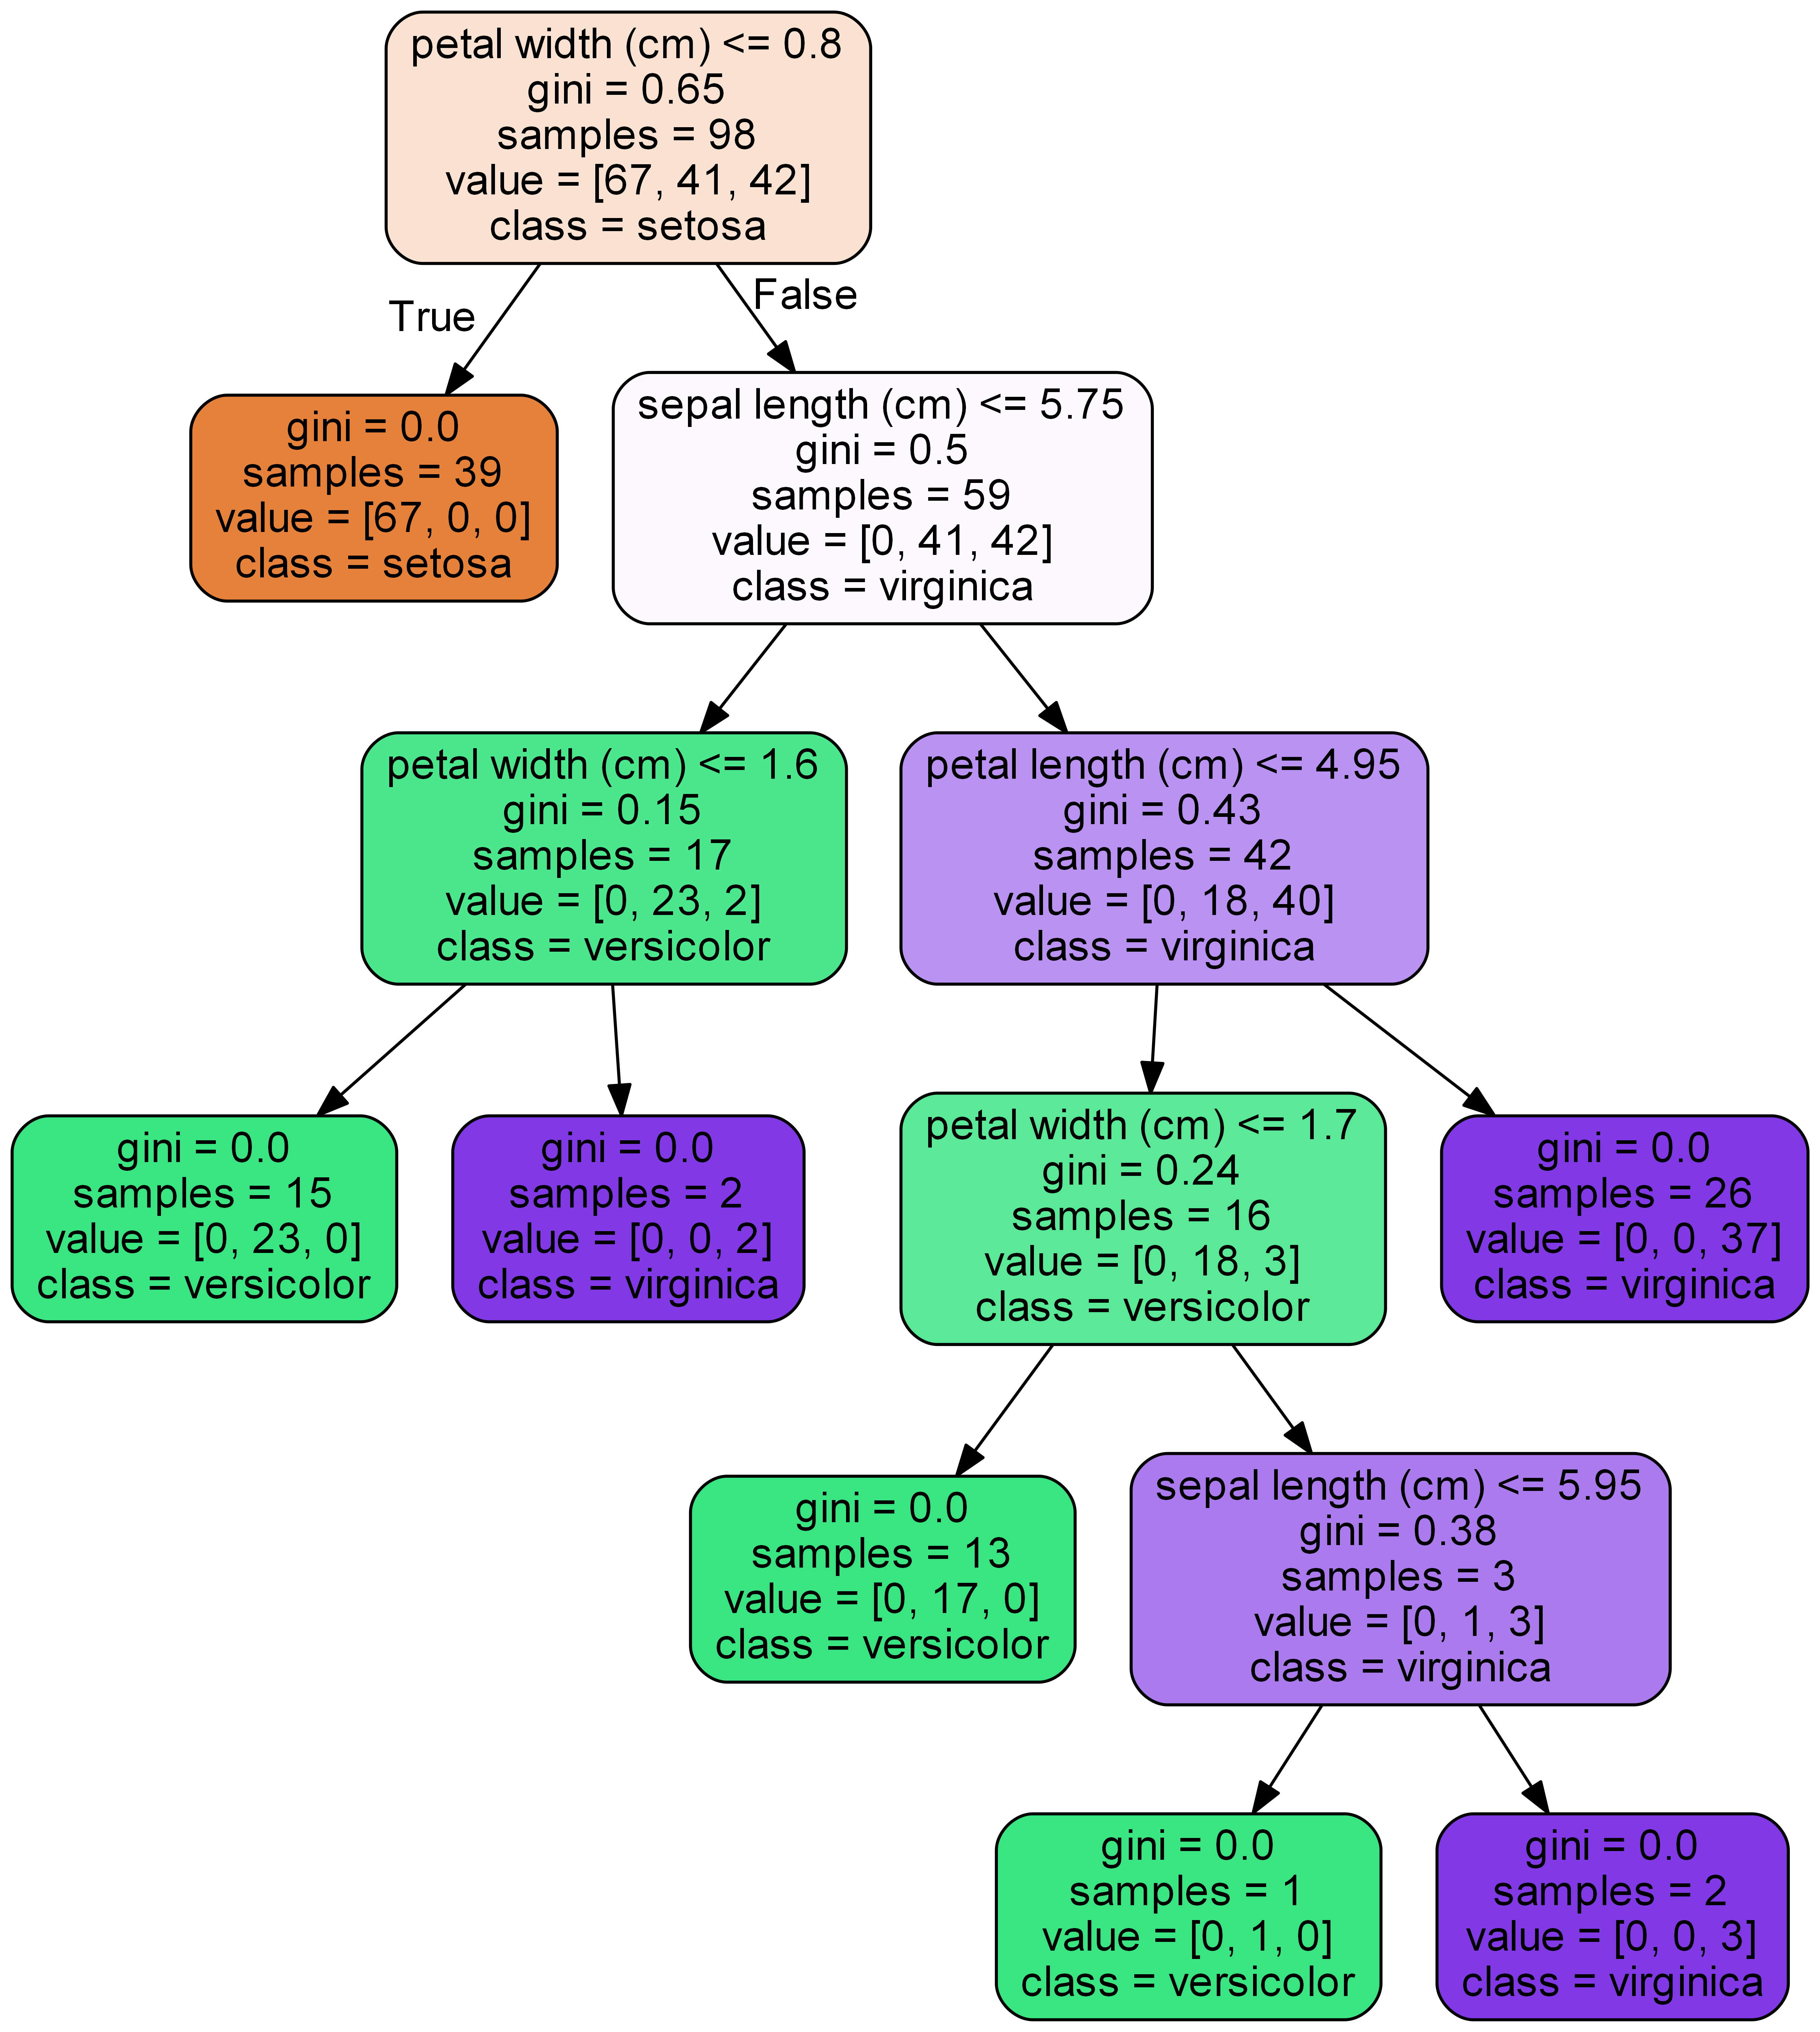 petal width (cm) <= 0.8
gini = 0.65
samples = 98
value = [67, 41, 42]
class = setosa
True
False
gini = 0.0
samples = 39
value = [67, 0, 0]
class = setosa
sepal length (cm) <= 5.75
gini = 0.5
samples = 59
value = [0, 41, 42]
class = virginica
petal width (cm) <= 1.6
gini = 0.15
samples = 17
value = [0, 23, 2]
class = versicolor
petal length (cm) <= 4.95
gini = 0.43
samples = 42
value = [0, 18, 40]
class = virginica
gini = 0.0
samples = 15
value = [0, 23, 0]
class = versicolor
gini = 0.0
samples = 2
value = [0, 0, 2]
class = virginica
petal width (cm) <= 1.7
gini = 0.24
samples = 16
value = [0, 18, 3]
class = versicolor
gini = 0.0
samples = 26
value = [0, 0, 37]
class = virginica
gini = 0.0
samples = 13
value = [0, 17, 0]
class = versicolor
sepal length (cm) <= 5.95
gini = 0.38
samples = 3
value = [0, 1, 3]
class = virginica
gini = 0.0
samples = 1
value = [0, 1, 0]
class = versicolor
gini = 0.0
samples = 2
value = [0, 0, 3]
class = virginica